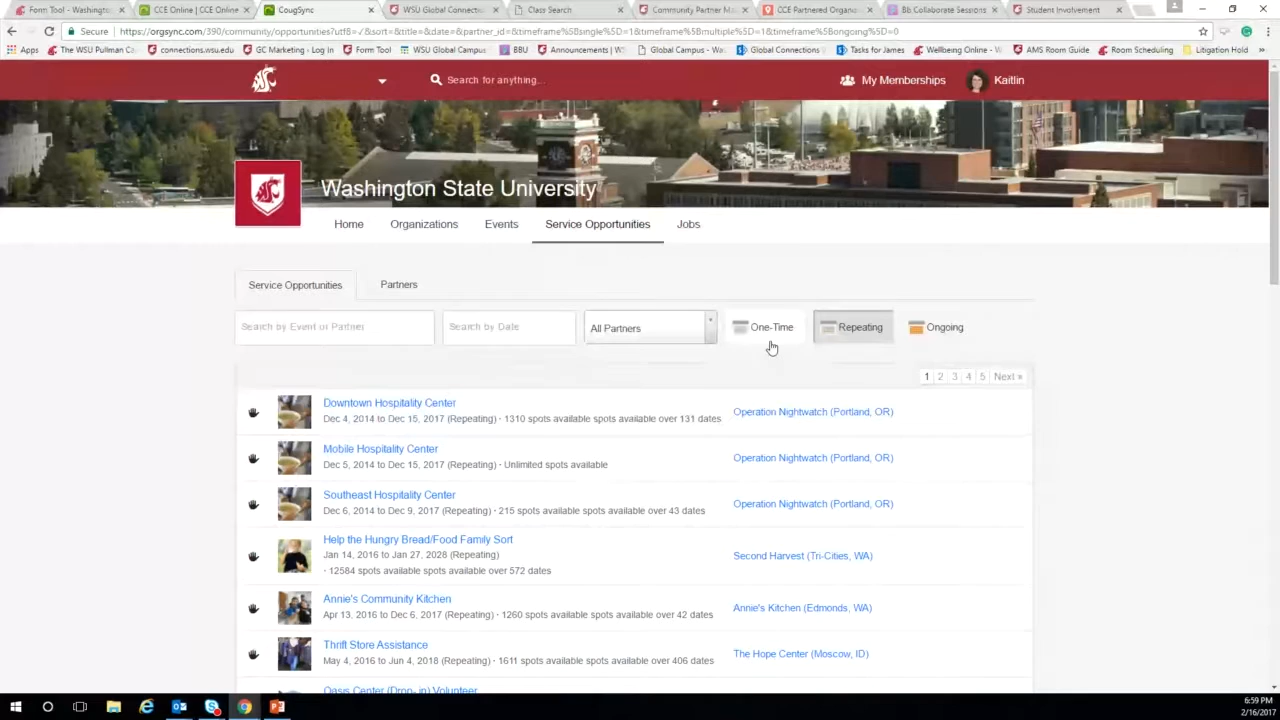 Form Tool - Washingt
CCE Online | CCE Online
CougSync
WSU Global Connecti
Class Search
Community Partner Ma
CCE Partnered Organi
Bb Collaborate Sessions
Student Involvement
Secure https://orgsync.com/390/community/opportunities?utf8=✓&sort=&title=&date=&partner_id=&timeframe%5Bsingle%5D=1&timeframe%5Bmultiple%5D=1&timeframe%5Bongoing%5D=0
Apps
The WSU Pullman Ca
connections.wsu.edu
GC Marketing - Log In
Form Tool
WSU Global Campus
BBU
Announcements | W
Global Campus - Was
Global Connections
Tasks for James
Wellbeing Online - W
AMS Room Guide
Room Scheduling
Litigation Hold
Search for anything...
My Memberships
Kaitlin
Washington State University
Home
Organizations
Events
Service Opportunities
Jobs
Service Opportunities
Partners
Search by Event or Partner
Search by Date
All Partners
One-Time
Repeating
Ongoing
1 2 3 4 5 Next »
Downtown Hospitality Center
Dec 4, 2014 to Dec 15, 2017 (Repeating) · 1310 spots available spots available over 131 dates
Operation Nightwatch (Portland, OR)
Mobile Hospitality Center
Dec 5, 2014 to Dec 15, 2017 (Repeating) · Unlimited spots available
Operation Nightwatch (Portland, OR)
Southeast Hospitality Center
Dec 6, 2014 to Dec 9, 2017 (Repeating) · 215 spots available spots available over 43 dates
Operation Nightwatch (Portland, OR)
Help the Hungry Bread/Food Family Sort
Jan 14, 2016 to Jan 27, 2028 (Repeating)
· 12584 spots available spots available over 572 dates
Second Harvest (Tri-Cities, WA)
Annie's Community Kitchen
Apr 13, 2016 to Dec 6, 2017 (Repeating) · 1260 spots available spots available over 42 dates
Annie's Kitchen (Edmonds, WA)
Thrift Store Assistance
May 4, 2016 to Jun 4, 2018 (Repeating) · 1611 spots available spots available over 406 dates
The Hope Center (Moscow, ID)
Oasis Center (Drop- in) Volunteer
6:59 PM
2/16/2017